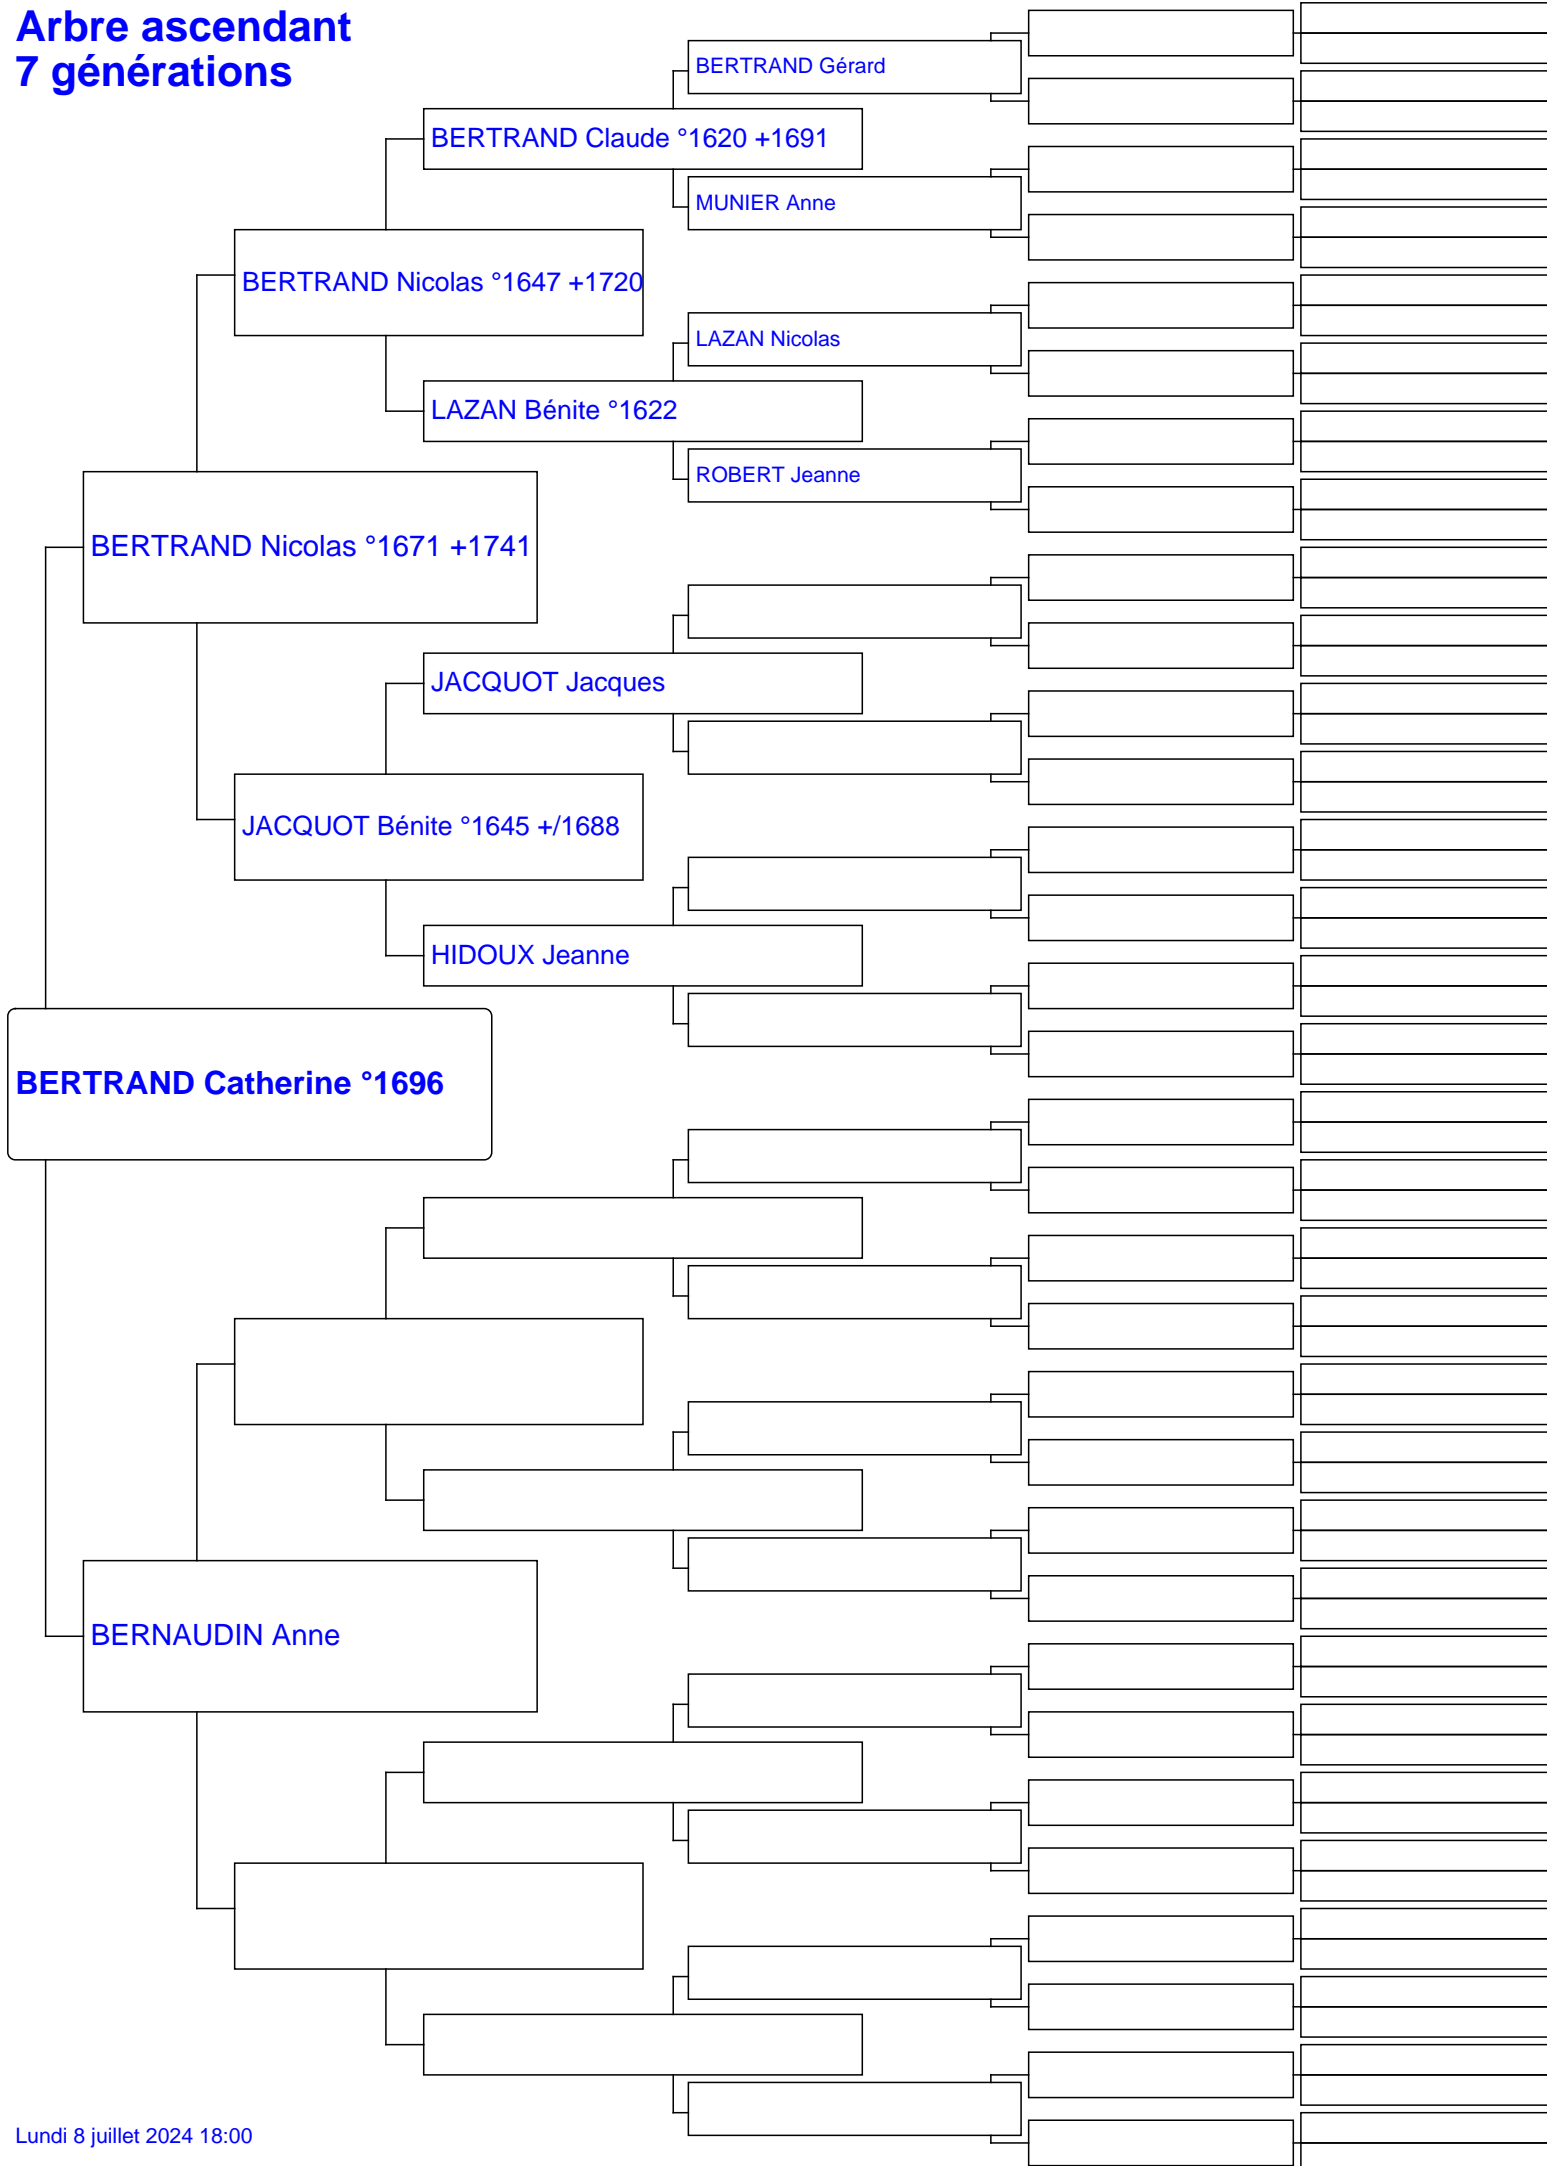 Arbre ascendant
7 générations
BERTRAND Gérard
BERTRAND Claude °1620 +1691
MUNIER Anne
BERTRAND Nicolas °1647 +1720
LAZAN Nicolas
LAZAN Bénite °1622
ROBERT Jeanne
BERTRAND Nicolas °1671 +1741
JACQUOT Jacques
JACQUOT Bénite °1645 +/1688
HIDOUX Jeanne
BERTRAND Catherine °1696
BERNAUDIN Anne
Lundi 8 juillet 2024 18:00